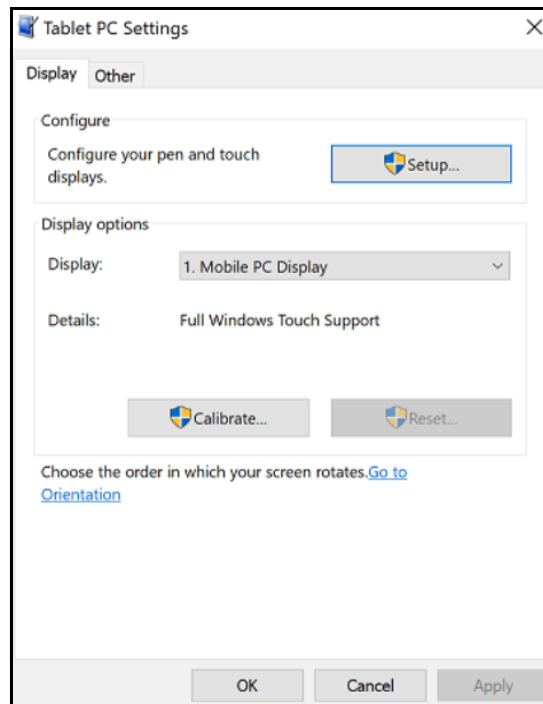 Tablet PC Settings
Display Other
Configure
Configure your pen and touch
displays.
Setup...
Display options
Display: 1. Mobile PC Display
Details: Full Windows Touch Support
Calibrate... Reset...
Choose the order in which your screen rotates.Go to
Orientation
OK Cancel Apply